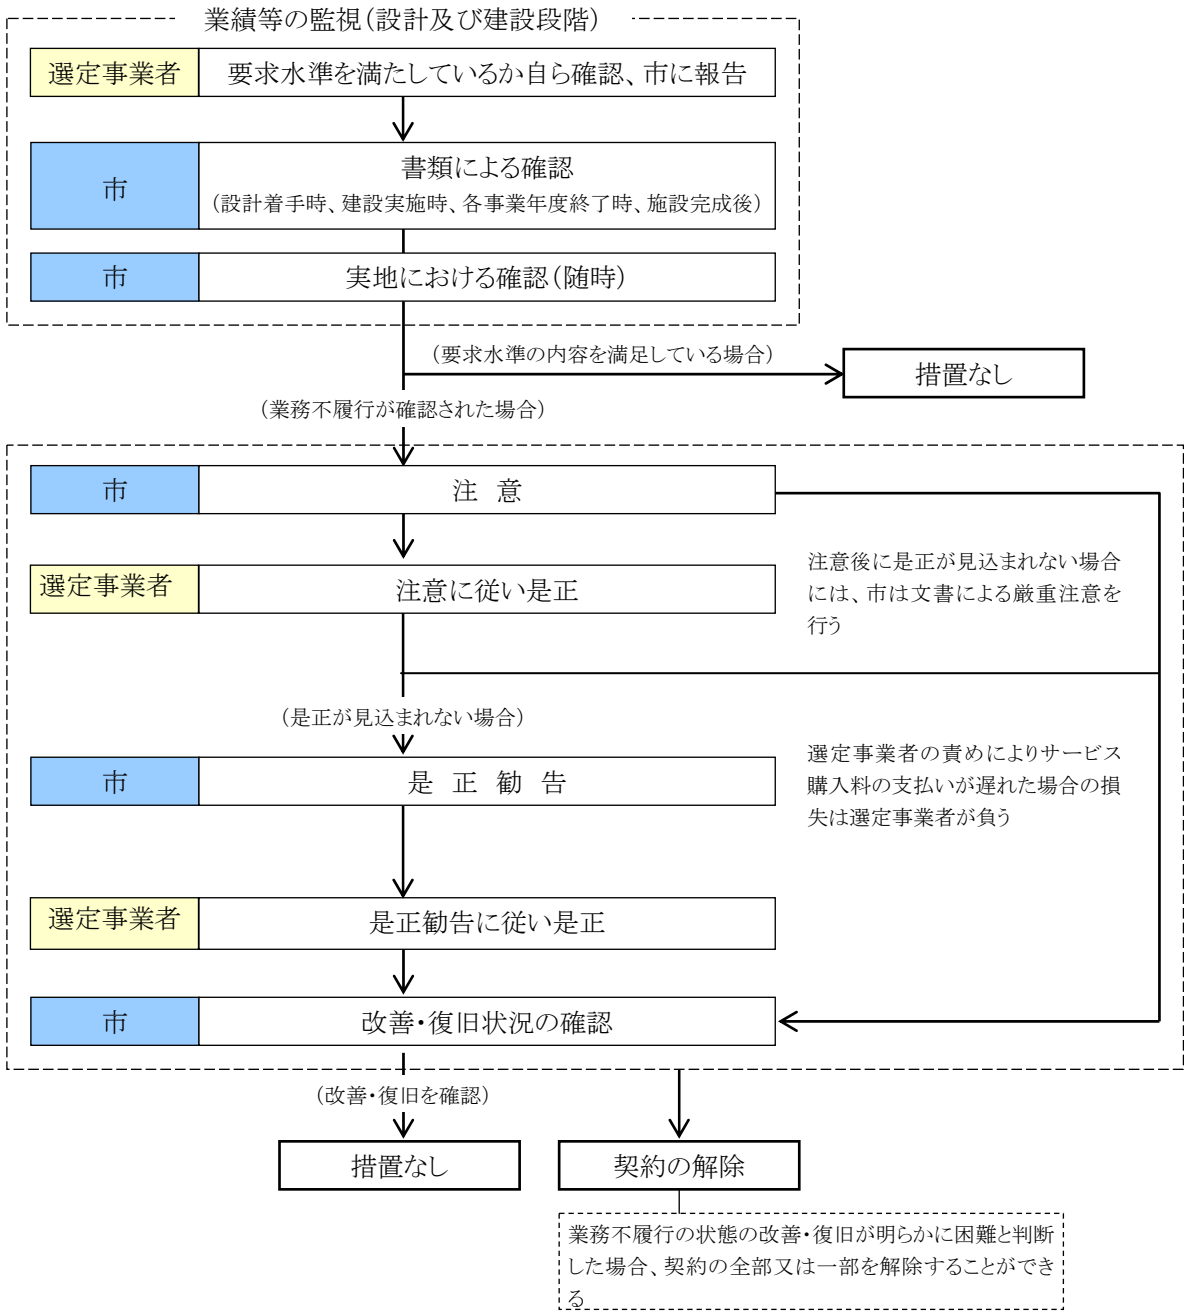 業績等の監視(設計及び建設段階)
選定事業者 要求水準を満たしているか自ら確認、市に報告
市 書類による確認
(設計着手時、建設実施時、各事業年度終了時、施設完成後)
市 実地における確認(随時)
(要求水準の内容を満足している場合)
措置なし
(業務不履行が確認された場合)
市 注 意
選定事業者 注意に従い是正
注意後に是正が見込まれない場合
には、市は文書による厳重注意を
行う
(是正が見込まれない場合)
市 是 正 勧 告
選定事業者の責めによりサービス
購入料の支払いが遅れた場合の損
失は選定事業者が負う
選定事業者 是正勧告に従い是正
市 改善・復旧状況の確認
(改善・復旧を確認)
措置なし
契約の解除
業務不履行の状態の改善・復旧が明らかに困難と判断
した場合、契約の全部又は一部を解除することができ
る